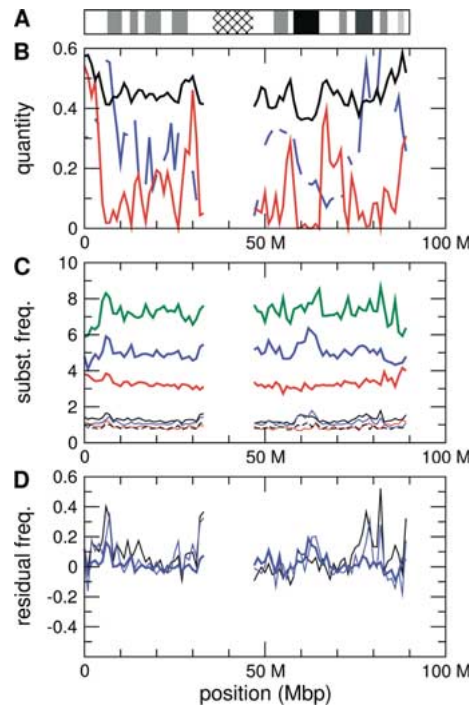 A
B
0.6
0.4
0.2
0
quantity
0
50 M
100 M
C
10
8
6
4
2
0
subst. freq.
0
50 M
100 M
D
0.6
0.4
0.2
0
-0.2
-0.4
residual freq.
0
50 M
100 M
position (Mbp)